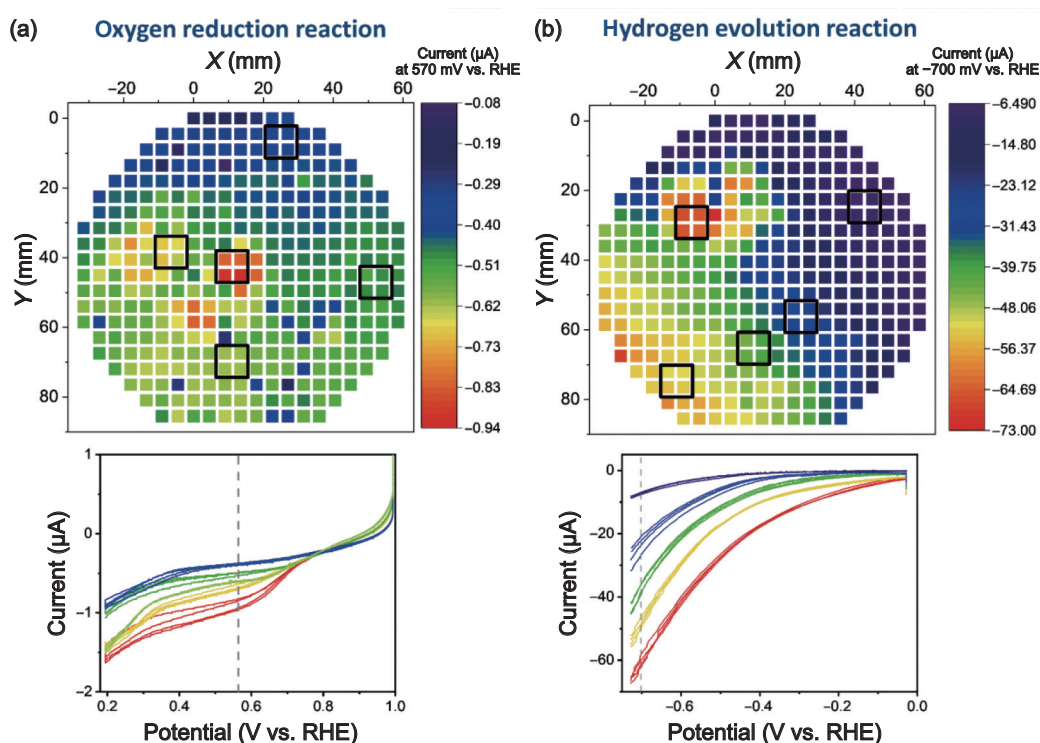 (a) Oxygen reduction reaction
X (mm)
Current (µA)
at 570 mV vs. RHE
−20 0 20 40 60
0
20
40
60
80
Y (mm)
−0.08
−0.19
−0.29
−0.40
−0.51
−0.62
−0.73
−0.83
−0.94
(b) Hydrogen evolution reaction
X (mm)
Current (µA)
at −700 mV vs. RHE
−20 0 20 40 60
0
20
40
60
80
Y (mm)
−6.490
−14.80
−23.12
−31.43
−39.75
−48.06
−56.37
−64.69
−73.00
1
0
−1
−2
Current (µA)
0.2 0.4 0.6 0.8 1.0
Potential (V vs. RHE)
0
−20
−40
−60
Current (µA)
−0.6 −0.4 −0.2 0.0
Potential (V vs. RHE)